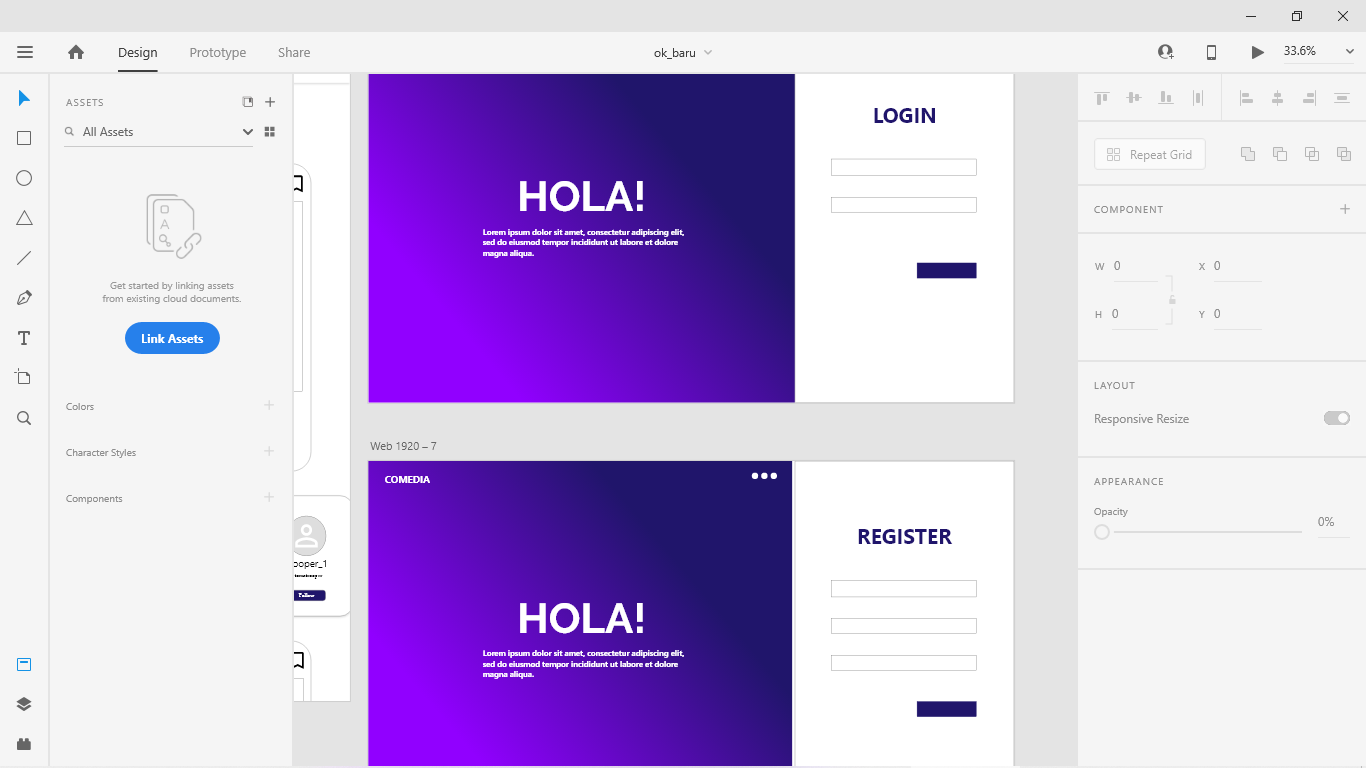 Design
Prototype
Share
ok_baru
33.6%
ASSETS
All Assets
Get started by linking assets
from existing cloud documents.
Link Assets
Colors
Character Styles
Components
ooper_1
Follow
LOGIN
HOLA!
Lorem ipsum dolor sit amet, consectetur adipiscing elit,
sed do eiusmod tempor incididunt ut labore et dolore
magna aliqua.
Web 1920 – 7
COMEDIA
REGISTER
HOLA!
Lorem ipsum dolor sit amet, consectetur adipiscing elit,
sed do eiusmod tempor incididunt ut labore et dolore
magna aliqua.
Repeat Grid
COMPONENT
W 0 X 0
H 0 Y 0
LAYOUT
Responsive Resize
APPEARANCE
Opacity
0%